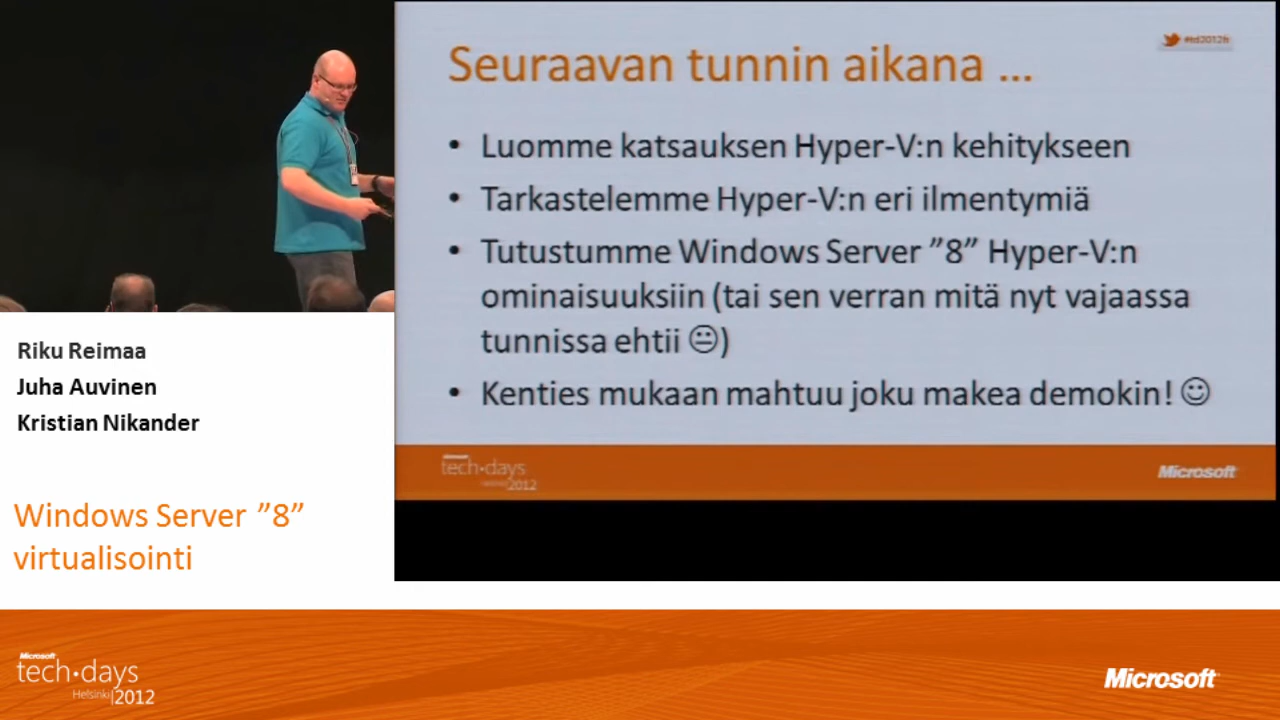 Seuraavan tunnin aikana ...
#td2012fi
• Luomme katsauksen Hyper-V:n kehitykseen
• Tarkastelemme Hyper-V:n eri ilmentymiä
• Tutustumme Windows Server ”8” Hyper-V:n
ominaisuuksiin (tai sen verran mitä nyt vajaassa
tunnissa ehtii 😐)
• Kenties mukaan mahtuu joku makea demokin! ☺
tech•days
2012
Microsoft
Riku Reimaa
Juha Auvinen
Kristian Nikander
Windows Server ”8”
virtualisointi
Microsoft
tech•days
Helsinki|2012
Microsoft